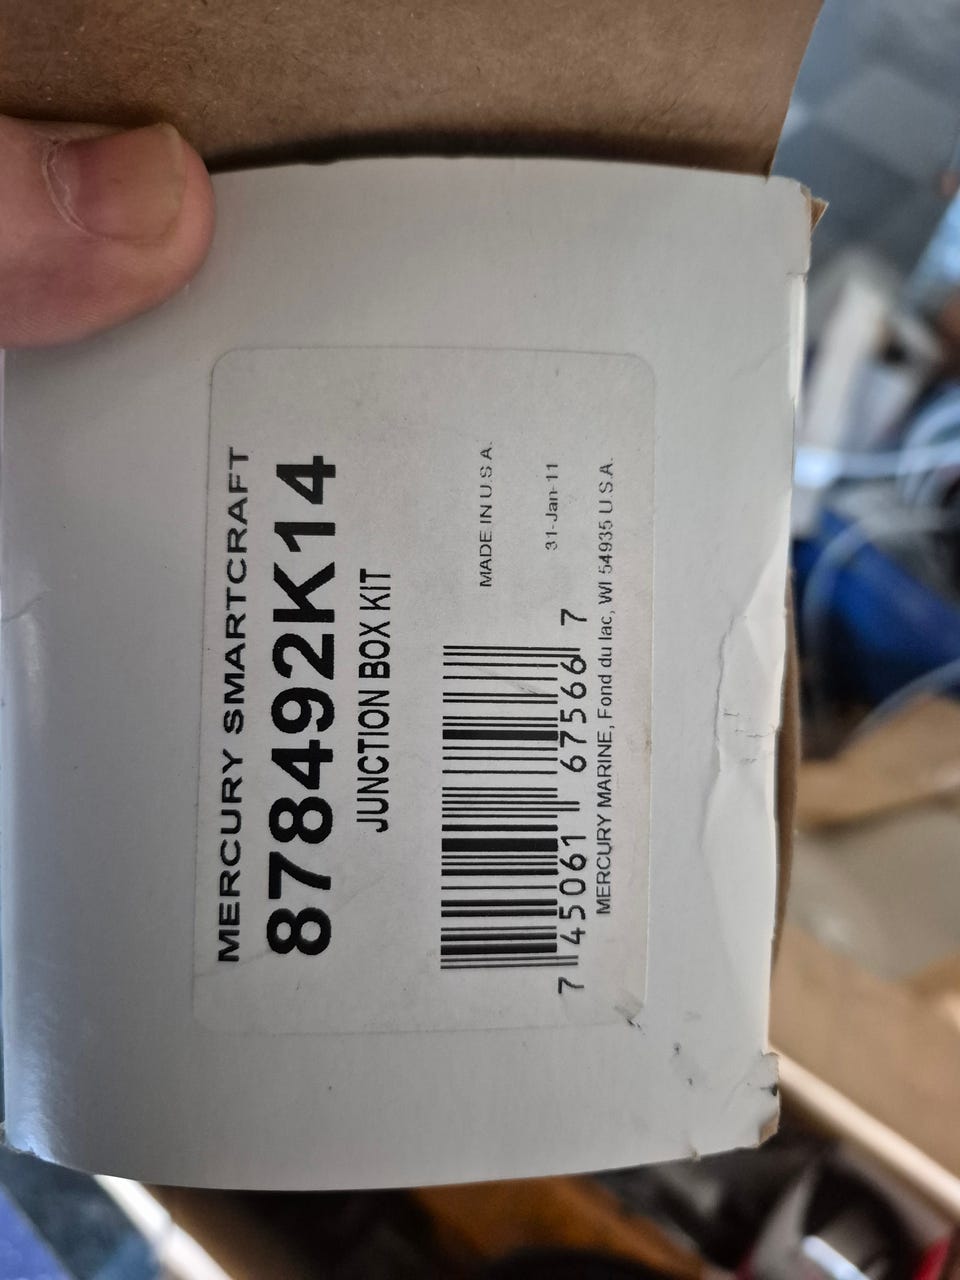 MERCURY SMARTCRAFT
878492K14
JUNCTION BOX KIT
MADE IN U.S.A.
31-Jan-11
7 45061 67566 7
MERCURY MARINE, Fond du lac, WI 54935 U.S.A.